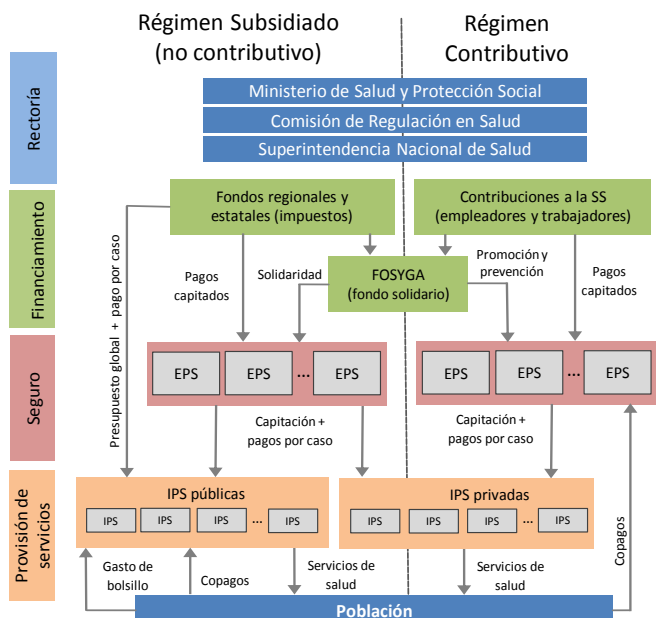 Régimen Subsidiado
(no contributivo)
Régimen
Contributivo
Rectoría
Ministerio de Salud y Protección Social
Comisión de Regulación en Salud
Superintendencia Nacional de Salud
Financiamiento
Fondos regionales y
estatales (impuestos)
Contribuciones a la SS
(empleadores y trabajadores)
Presupuesto global + pago por caso
Pagos
capitados
Solidaridad
FOSYGA
(fondo solidario)
Promoción y
prevención
Pagos
capitados
Seguro
EPS
EPS
...
EPS
EPS
EPS
...
EPS
Capitación +
pagos por caso
Capitación +
pagos por caso
Provisión de
servicios
IPS públicas
IPS
IPS
IPS
...
IPS
IPS privadas
IPS
IPS
IPS
...
IPS
Copagos
Gasto de
bolsillo
Copagos
Servicios de
salud
Servicios de
salud
Población